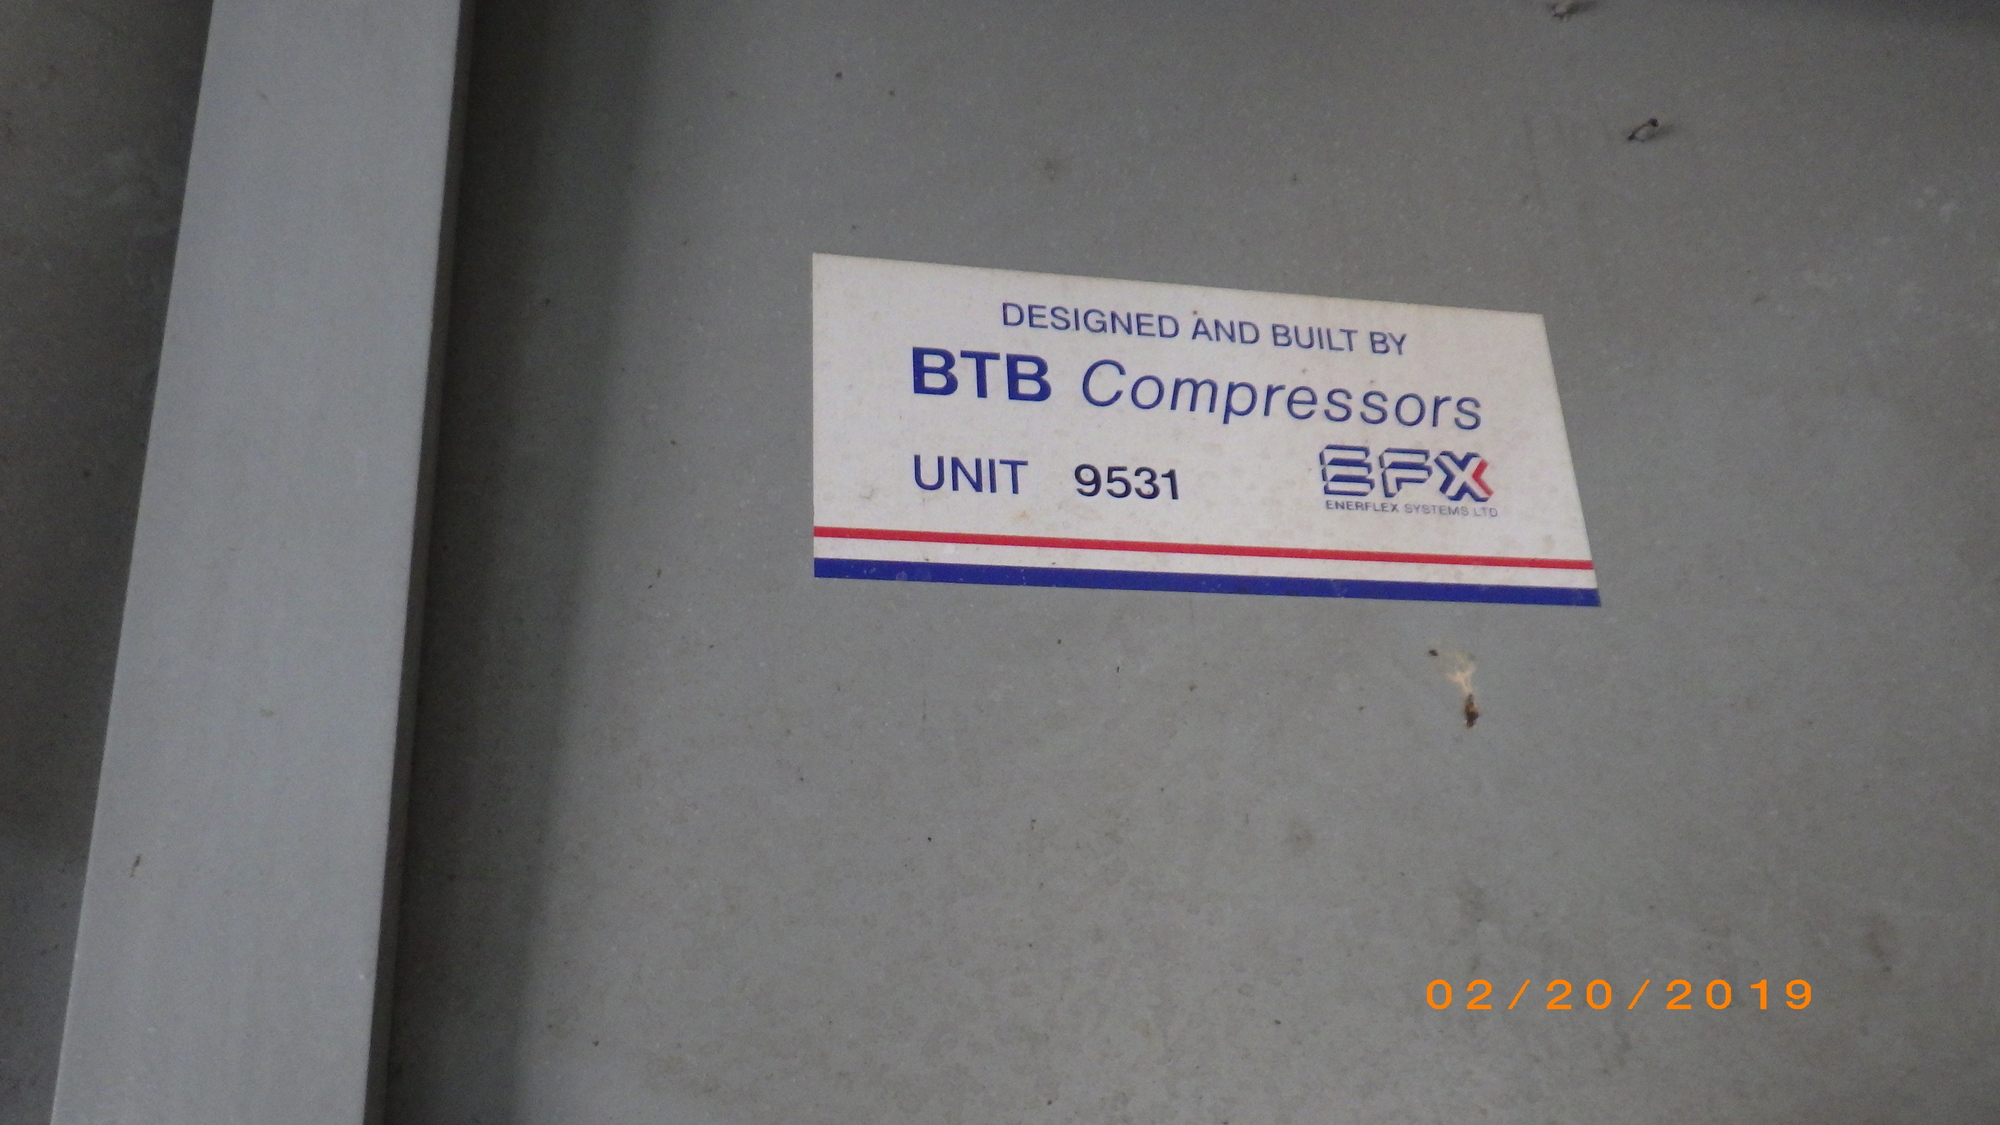 DESIGNED AND BUILT BY
BTB Compressors
UNIT 9531
EFX
ENERFLEX SYSTEMS LTD
02/20/2019